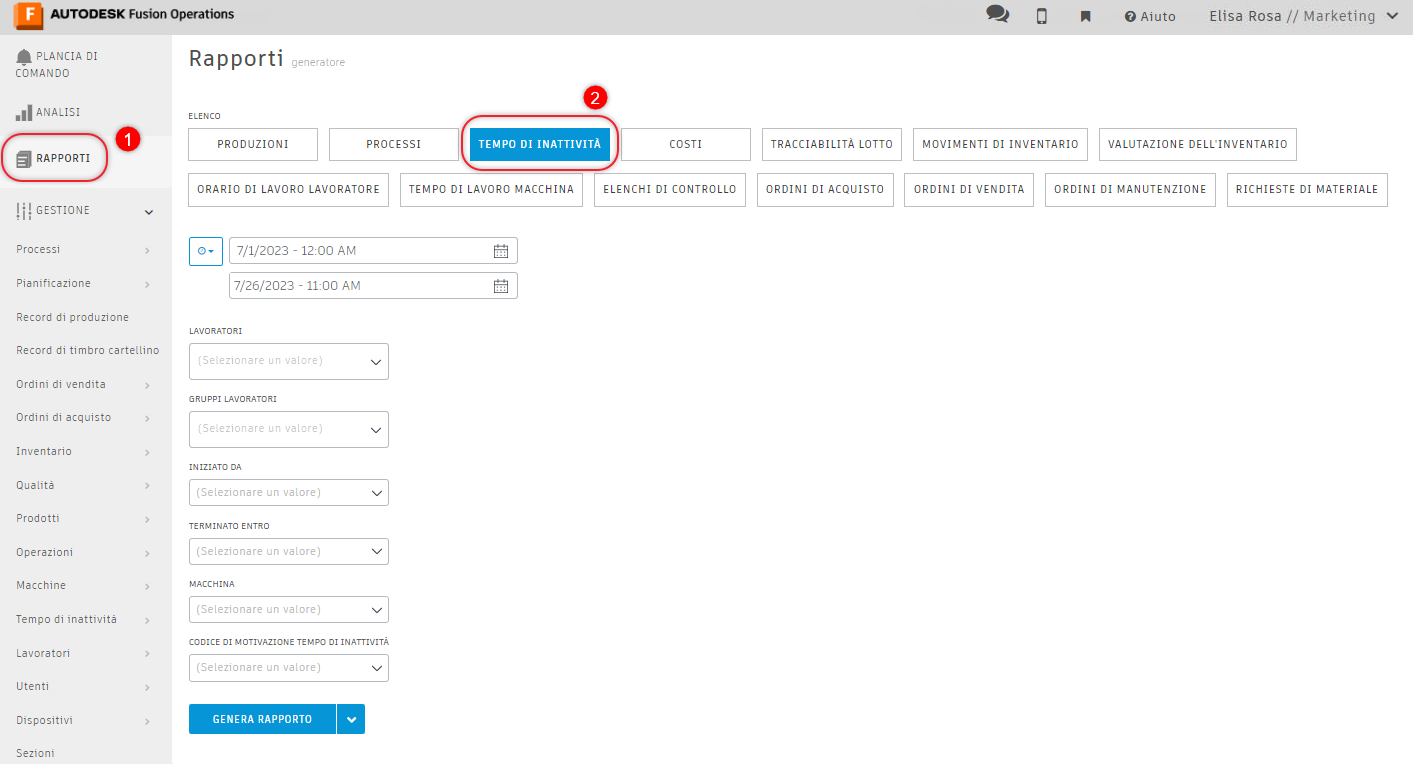 F AUTODESK Fusion Operations
Aiuto
Elisa Rosa // Marketing
PLANCIA DI
COMANDO
ANALISI
1
RAPPORTI
GESTIONE
Processi
Pianificazione
Record di produzione
Record di timbro cartellino
Ordini di vendita
Ordini di acquisto
Inventario
Qualità
Prodotti
Operazioni
Macchine
Tempo di inattività
Lavoratori
Utenti
Dispositivi
Sezioni
Rapporti generatore
2
ELENCO
PRODUZIONI
PROCESSI
TEMPO DI INATTIVITÀ
COSTI
TRACCIABILITÀ LOTTO
MOVIMENTI DI INVENTARIO
VALUTAZIONE DELL'INVENTARIO
ORARIO DI LAVORO LAVORATORE
TEMPO DI LAVORO MACCHINA
ELENCHI DI CONTROLLO
ORDINI DI ACQUISTO
ORDINI DI VENDITA
ORDINI DI MANUTENZIONE
RICHIESTE DI MATERIALE
7/1/2023 - 12:00 AM
7/26/2023 - 11:00 AM
LAVORATORI
(Selezionare un valore)
GRUPPI LAVORATORI
(Selezionare un valore)
INIZIATO DA
(Selezionare un valore)
TERMINATO ENTRO
(Selezionare un valore)
MACCHINA
(Selezionare un valore)
CODICE DI MOTIVAZIONE TEMPO DI INATTIVITÀ
(Selezionare un valore)
GENERA RAPPORTO